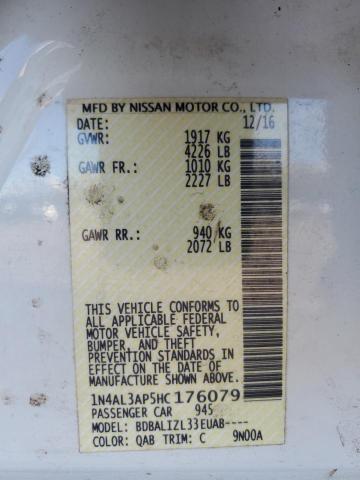 MFD BY NISSAN MOTOR CO., LTD.
DATE: 12/16
GVWR: 1917 KG
4226 LB
GAWR FR.: 1010 KG
2227 LB
GAWR RR.: 940 KG
2072 LB
THIS VEHICLE CONFORMS TO
ALL APPLICABLE FEDERAL
MOTOR VEHICLE SAFETY,
BUMPER, AND THEFT
PREVENTION STANDARDS IN
EFFECT ON THE DATE OF
MANUFACTURE SHOWN ABOVE.
1N4AL3AP5HC176079
PASSENGER CAR 945
MODEL: BDBALIZL33EUAB----
COLOR: QAB TRIM: C 9N00A